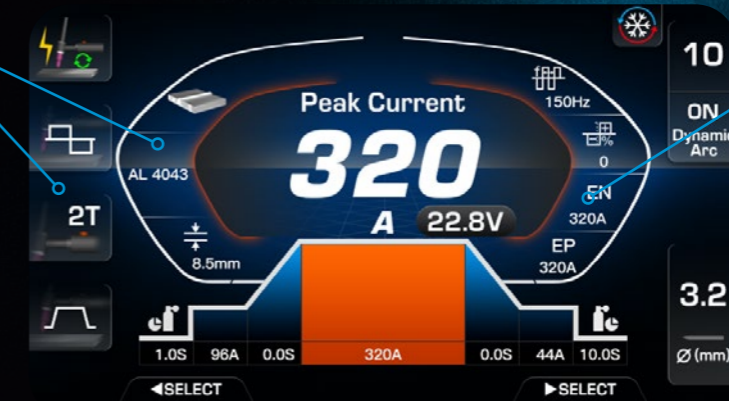 10
ON
Dynamic
Arc
Peak Current
320
A
22.8V
150Hz
%
0
AL 4043
EN
320A
EP
320A
2T
8.5mm
3.2
Ø (mm)
1.0S 96A 0.0S 320A 0.0S 44A 10.0S
◀SELECT
▶SELECT